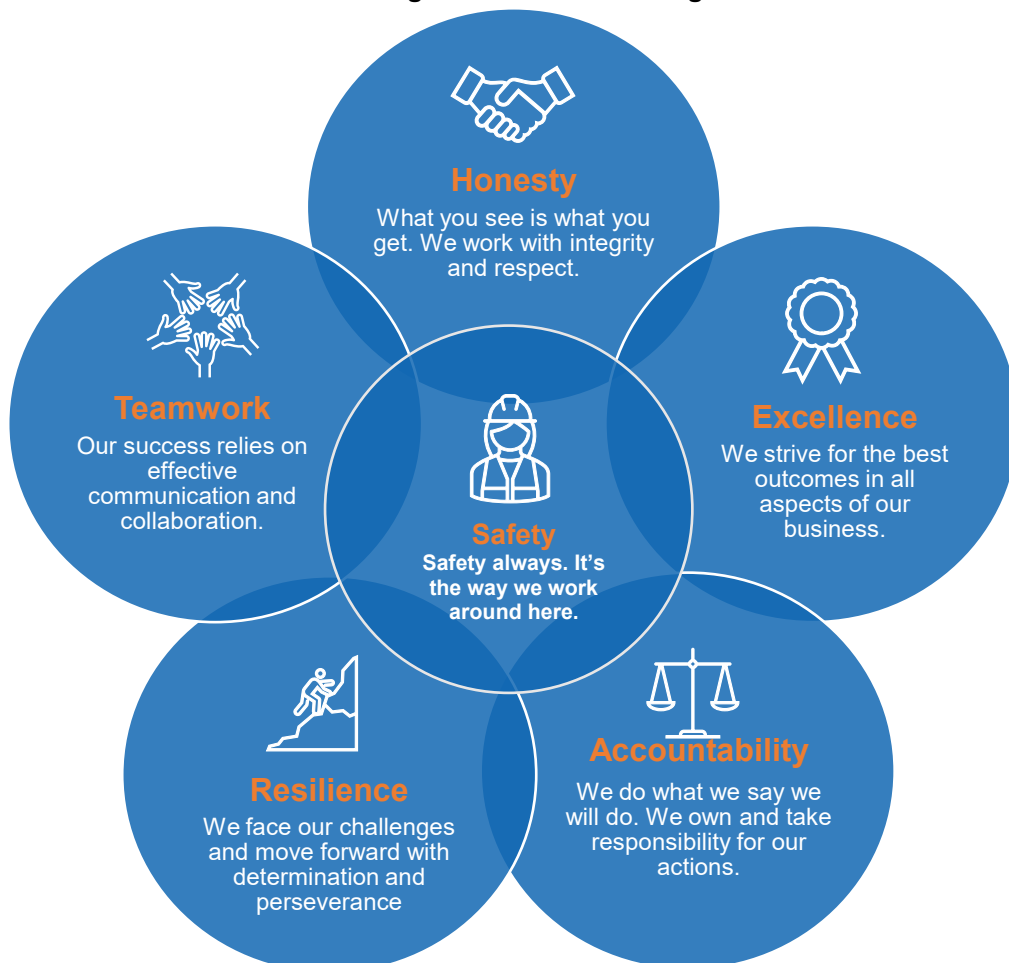 Honesty
What you see is what you
get. We work with integrity
and respect.
Teamwork
Our success relies on
effective
communication and
collaboration.
Excellence
We strive for the best
outcomes in all
aspects of our
business.
Safety
Safety always. It's
the way we work
around here.
Resilience
We face our challenges
and move forward with
determination and
perseverance
Accountability
We do what we say we
will do. We own and take
responsibility for our
actions.